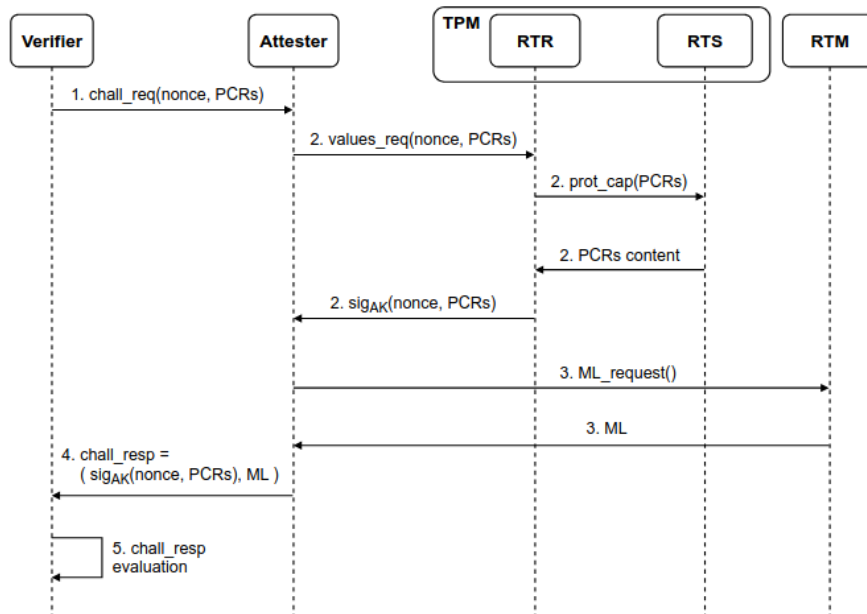 TPM
Verifier
Attester
RTR
RTS
RTM
1. chall_req(nonce, PCRs)
2. values_req(nonce, PCRs)
2. prot_cap(PCRs)
2. PCRs content
2. sigAK(nonce, PCRs)
3. ML_request()
3. ML
4. chall_resp =
( sigAK(nonce, PCRs), ML )
5. chall_resp
evaluation